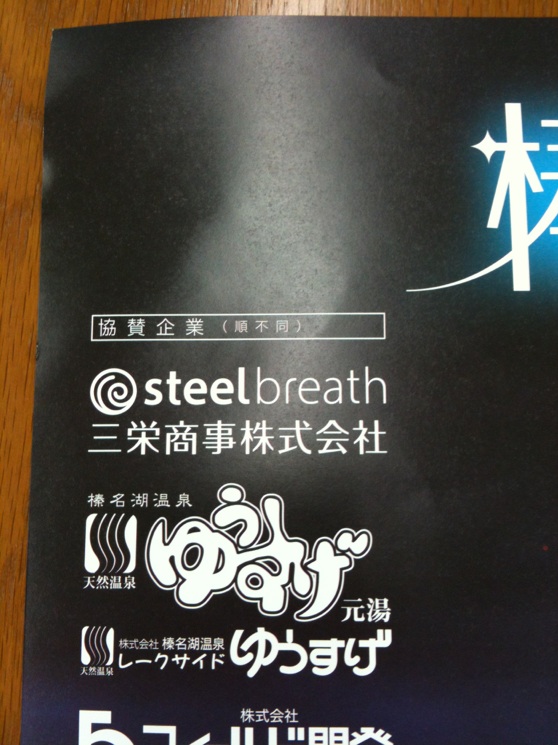 協賛企業（順不同）
steelbreath
三栄商事株式会社
榛名湖温泉
ゆうすげ
天然温泉
元湯
株式会社 榛名湖温泉
レークサイド ゆうすげ
天然温泉
株式会社